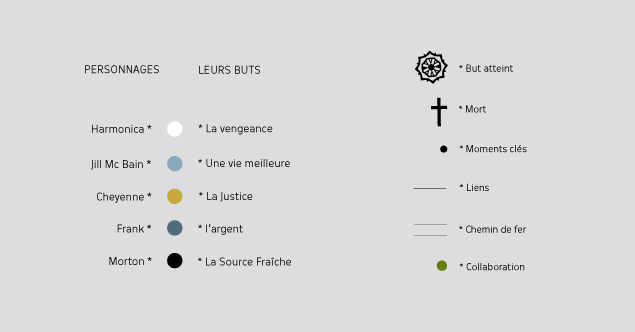 PERSONNAGES
LEURS BUTS
Harmonica *
* La vengeance
Jill Mc Bain *
* Une vie meilleure
Cheyenne *
* La Justice
Frank *
* l'argent
Morton *
* La Source Fraîche
* But atteint
* Mort
* Moments clés
* Liens
* Chemin de fer
* Collaboration